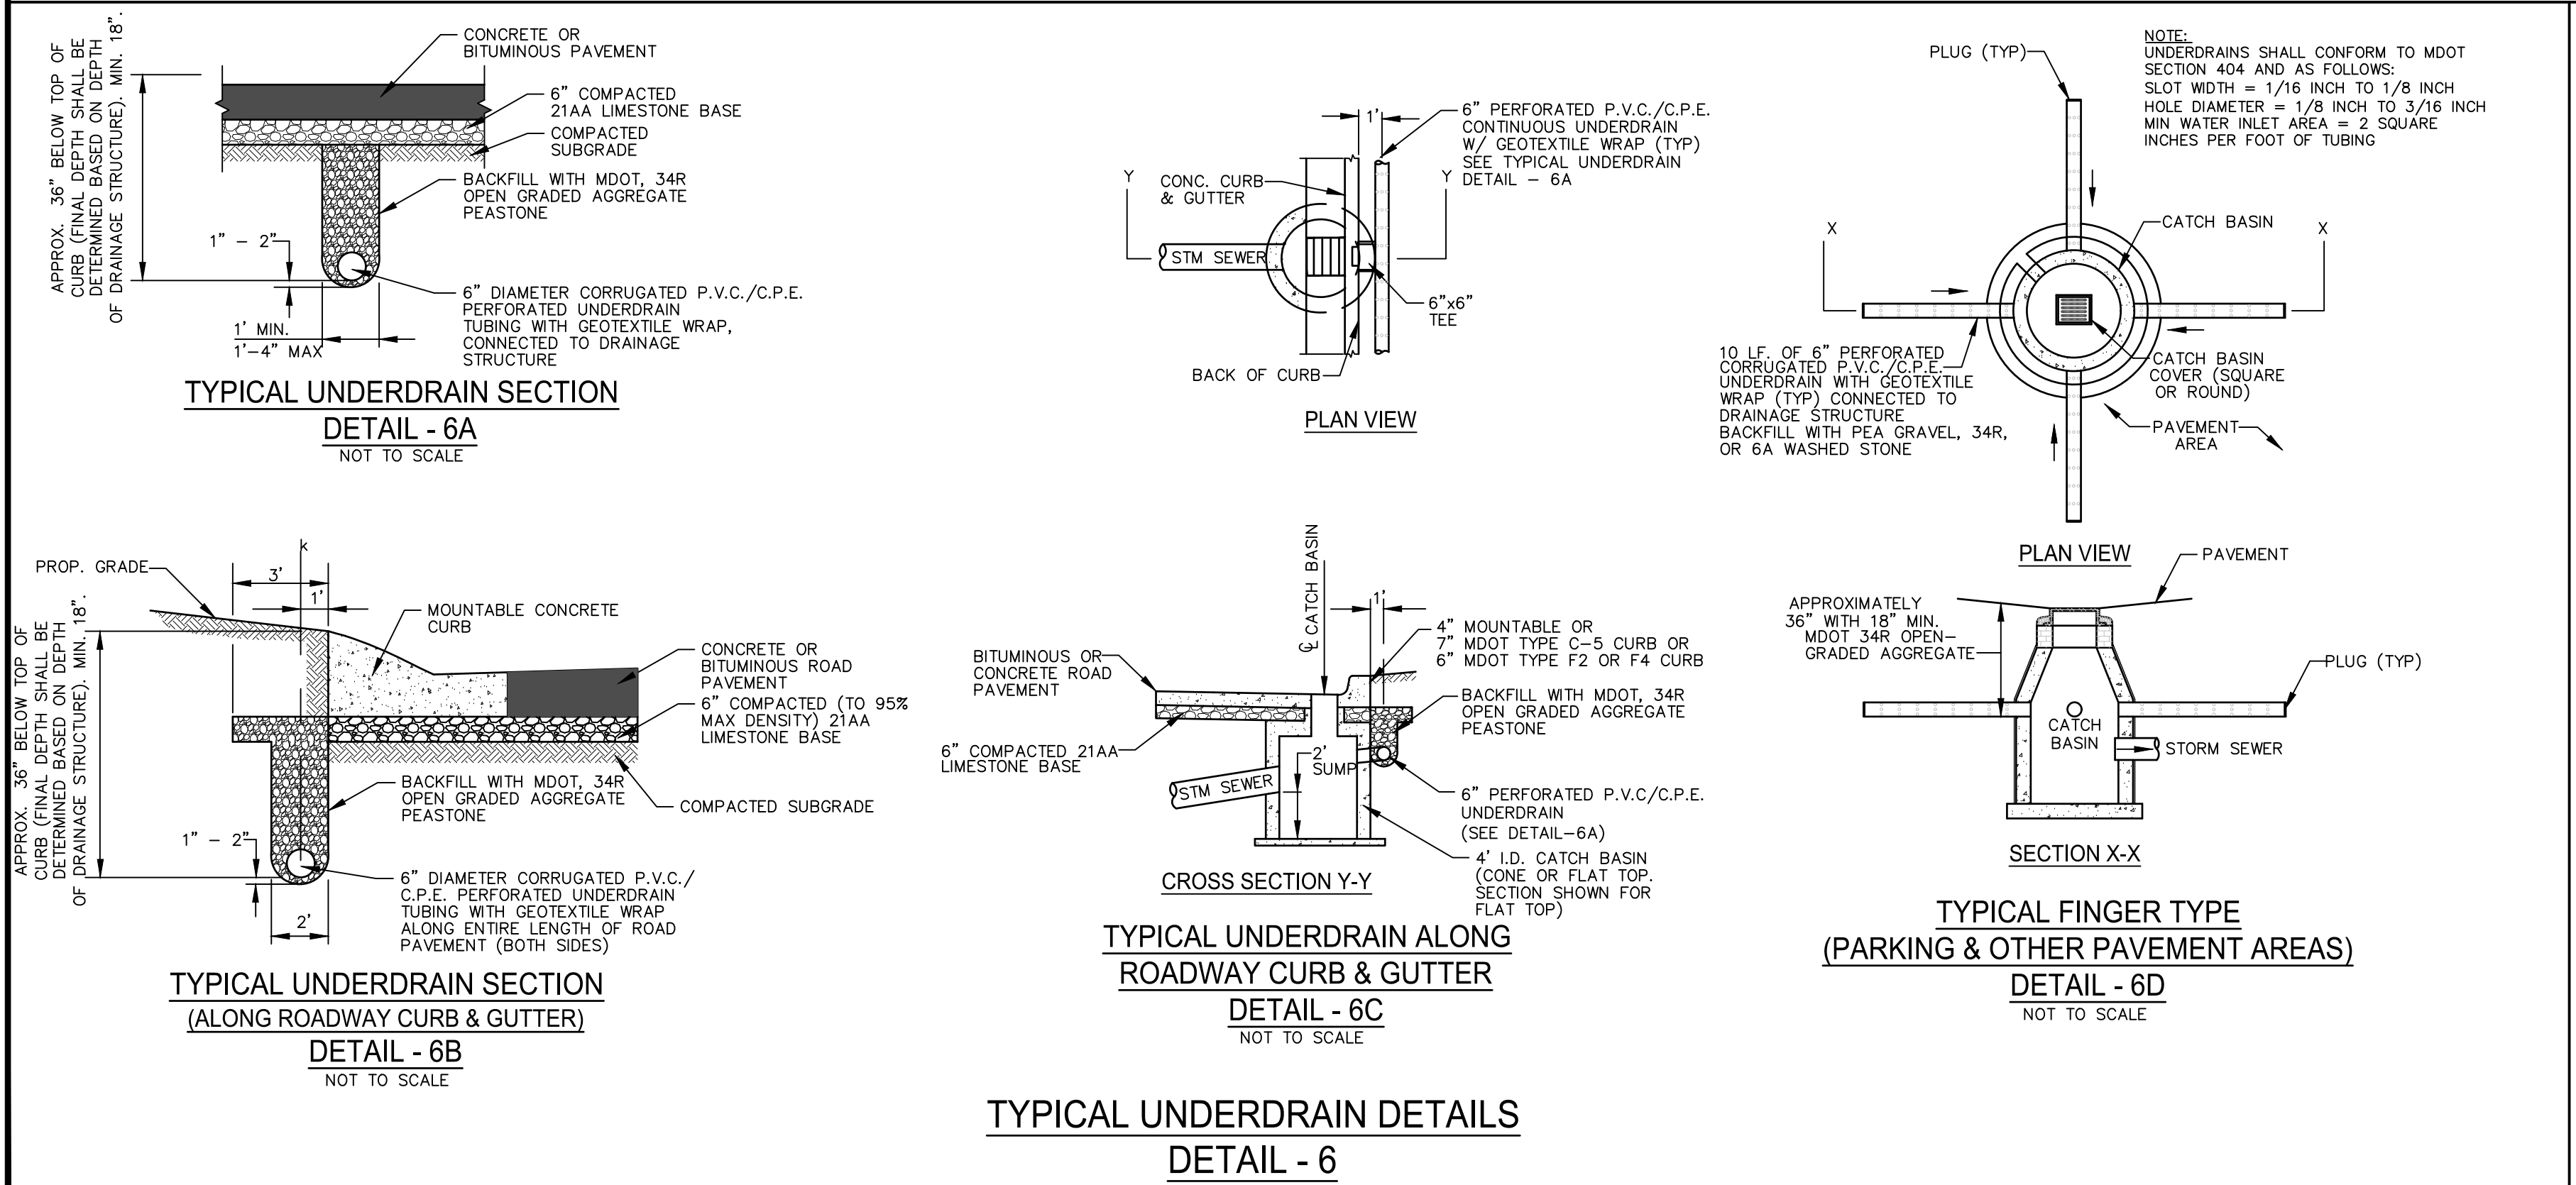 APPROX. 36" BELOW TOP OF
CURB (FINAL DEPTH SHALL BE
DETERMINED BASED ON DEPTH
OF DRAINAGE STRUCTURE). MIN. 18".
CONCRETE OR
BITUMINOUS PAVEMENT
6" COMPACTED
21AA LIMESTONE BASE
COMPACTED
SUBGRADE
BACKFILL WITH MDOT, 34R
OPEN GRADED AGGREGATE
PEASTONE
1" - 2"
6" DIAMETER CORRUGATED P.V.C./C.P.E.
PERFORATED UNDERDRAIN
TUBING WITH GEOTEXTILE WRAP,
CONNECTED TO DRAINAGE
STRUCTURE
1' MIN.
1'-4" MAX
TYPICAL UNDERDRAIN SECTION
DETAIL - 6A
NOT TO SCALE
1'
6" PERFORATED P.V.C./C.P.E.
CONTINUOUS UNDERDRAIN
W/ GEOTEXTILE WRAP (TYP)
SEE TYPICAL UNDERDRAIN
DETAIL - 6A
Y
Y
CONC. CURB
& GUTTER
STM SEWER
6"x6"
TEE
BACK OF CURB
PLAN VIEW
PLUG (TYP)
NOTE:
UNDERDRAINS SHALL CONFORM TO MDOT
SECTION 404 AND AS FOLLOWS:
SLOT WIDTH = 1/16 INCH TO 1/8 INCH
HOLE DIAMETER = 1/8 INCH TO 3/16 INCH
MIN WATER INLET AREA = 2 SQUARE
INCHES PER FOOT OF TUBING
X
X
CATCH BASIN
10 LF. OF 6" PERFORATED
CORRUGATED P.V.C./C.P.E.
UNDERDRAIN WITH GEOTEXTILE
WRAP (TYP) CONNECTED TO
DRAINAGE STRUCTURE
BACKFILL WITH PEA GRAVEL, 34R,
OR 6A WASHED STONE
CATCH BASIN
COVER (SQUARE
OR ROUND)
PAVEMENT
AREA
PLAN VIEW
k
PROP. GRADE
3'
1'
APPROX. 36" BELOW TOP OF
CURB (FINAL DEPTH SHALL BE
DETERMINED BASED ON DEPTH
OF DRAINAGE STRUCTURE). MIN. 18".
MOUNTABLE CONCRETE
CURB
CONCRETE OR
BITUMINOUS ROAD
PAVEMENT
6" COMPACTED (TO 95%
MAX DENSITY) 21AA
LIMESTONE BASE
BACKFILL WITH MDOT, 34R
OPEN GRADED AGGREGATE
PEASTONE
COMPACTED SUBGRADE
1" - 2"
6" DIAMETER CORRUGATED P.V.C./
C.P.E. PERFORATED UNDERDRAIN
TUBING WITH GEOTEXTILE WRAP
ALONG ENTIRE LENGTH OF ROAD
PAVEMENT (BOTH SIDES)
2'
TYPICAL UNDERDRAIN SECTION
(ALONG ROADWAY CURB & GUTTER)
DETAIL - 6B
NOT TO SCALE
℄ CATCH BASIN
1'
4" MOUNTABLE OR
7" MDOT TYPE C-5 CURB OR
6" MDOT TYPE F2 OR F4 CURB
BITUMINOUS OR
CONCRETE ROAD
PAVEMENT
BACKFILL WITH MDOT, 34R
OPEN GRADED AGGREGATE
PEASTONE
6" COMPACTED 21AA
LIMESTONE BASE
2'
SUMP
STM SEWER
6" PERFORATED P.V.C/C.P.E.
UNDERDRAIN
(SEE DETAIL-6A)
4' I.D. CATCH BASIN
(CONE OR FLAT TOP.
SECTION SHOWN FOR
FLAT TOP)
CROSS SECTION Y-Y
TYPICAL UNDERDRAIN ALONG
ROADWAY CURB & GUTTER
DETAIL - 6C
NOT TO SCALE
PAVEMENT
APPROXIMATELY
36" WITH 18" MIN.
MDOT 34R OPEN-
GRADED AGGREGATE
PLUG (TYP)
CATCH
BASIN
STORM SEWER
SECTION X-X
TYPICAL FINGER TYPE
(PARKING & OTHER PAVEMENT AREAS)
DETAIL - 6D
NOT TO SCALE
TYPICAL UNDERDRAIN DETAILS
DETAIL - 6